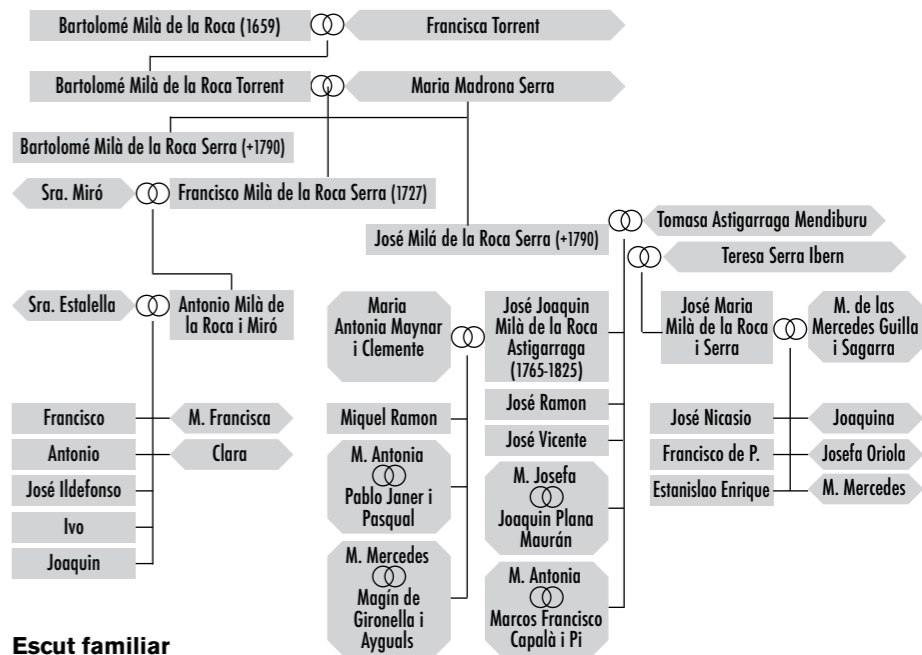 Bartolomé Milà de la Roca (1659)
Francisca Torrent
Bartolomé Milà de la Roca Torrent
Maria Madrona Serra
Bartolomé Milà de la Roca Serra (+1790)
Sra. Miró
Francisco Milà de la Roca Serra (1727)
José Milá de la Roca Serra (+1790)
Tomasa Astigarraga Mendiburu
Teresa Serra Ibern
Sra. Estalella
Antonio Milà de
la Roca i Miró
Maria
Antonia Maynar
i Clemente
José Joaquin
Milà de la Roca
Astigarraga
(1765-1825)
José Maria
Milà de la Roca
i Serra
M. de las
Mercedes Guilla
i Sagarra
Francisco
M. Francisca
Antonio
Clara
José Ildefonso
Ivo
Joaquin
Miquel Ramon
M. Antonia
Pablo Janer i
Pasqual
M. Mercedes
Magín de
Gironella i
Ayguals
José Ramon
José Vicente
M. Josefa
Joaquin Plana
Maurán
M. Antonia
Marcos Francisco
Capalà i Pi
José Nicasio
Joaquina
Francisco de P.
Josefa Oriola
Estanislao Enrique
M. Mercedes
Escut familiar